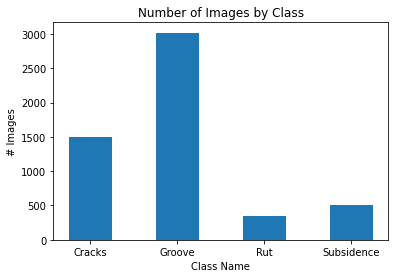 Number of Images by Class
# Images
3000
2500
2000
1500
1000
500
0
Cracks Groove Rut Subsidence
Class Name